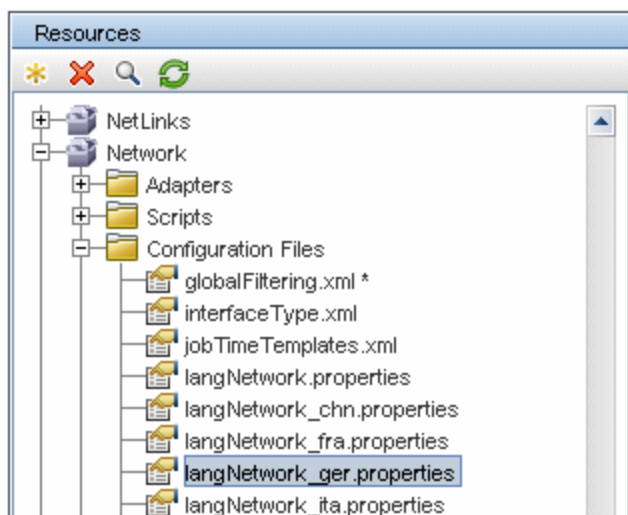 Resources
NetLinks
Network
Adapters
Scripts
Configuration Files
globalFiltering.xml *
interfaceType.xml
jobTimeTemplates.xml
langNetwork.properties
langNetwork_chn.properties
langNetwork_fra.properties
langNetwork_ger.properties
langNetwork_ita.properties